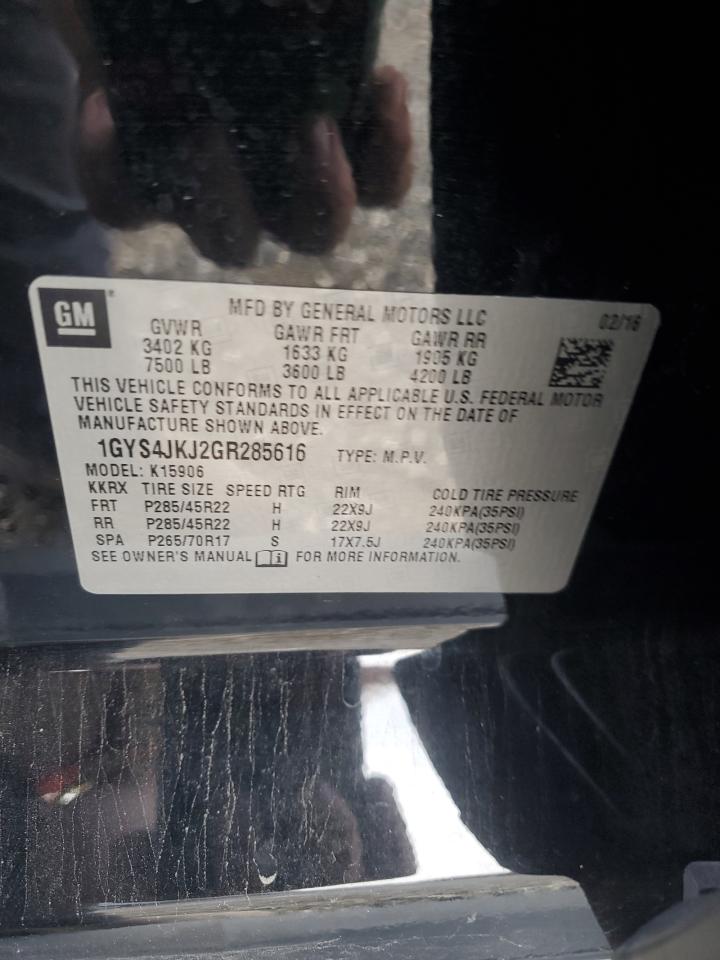 GM ®
MFD BY GENERAL MOTORS LLC 02/16
GVWR GAWR FRT GAWR RR
3402 KG 1633 KG 1905 KG
7500 LB 3600 LB 4200 LB
THIS VEHICLE CONFORMS TO ALL APPLICABLE U.S. FEDERAL MOTOR
VEHICLE SAFETY STANDARDS IN EFFECT ON THE DATE OF
MANUFACTURE SHOWN ABOVE.
1GYS4JKJ2GR285616 TYPE: M.P.V.
MODEL: K15906
KKRX TIRE SIZE SPEED RTG RIM COLD TIRE PRESSURE
FRT P285/45R22 H 22X9J 240KPA(35PSI)
RR P285/45R22 H 22X9J 240KPA(35PSI)
SPA P265/70R17 S 17X7.5J 240KPA(35PSI)
SEE OWNER'S MANUAL FOR MORE INFORMATION.